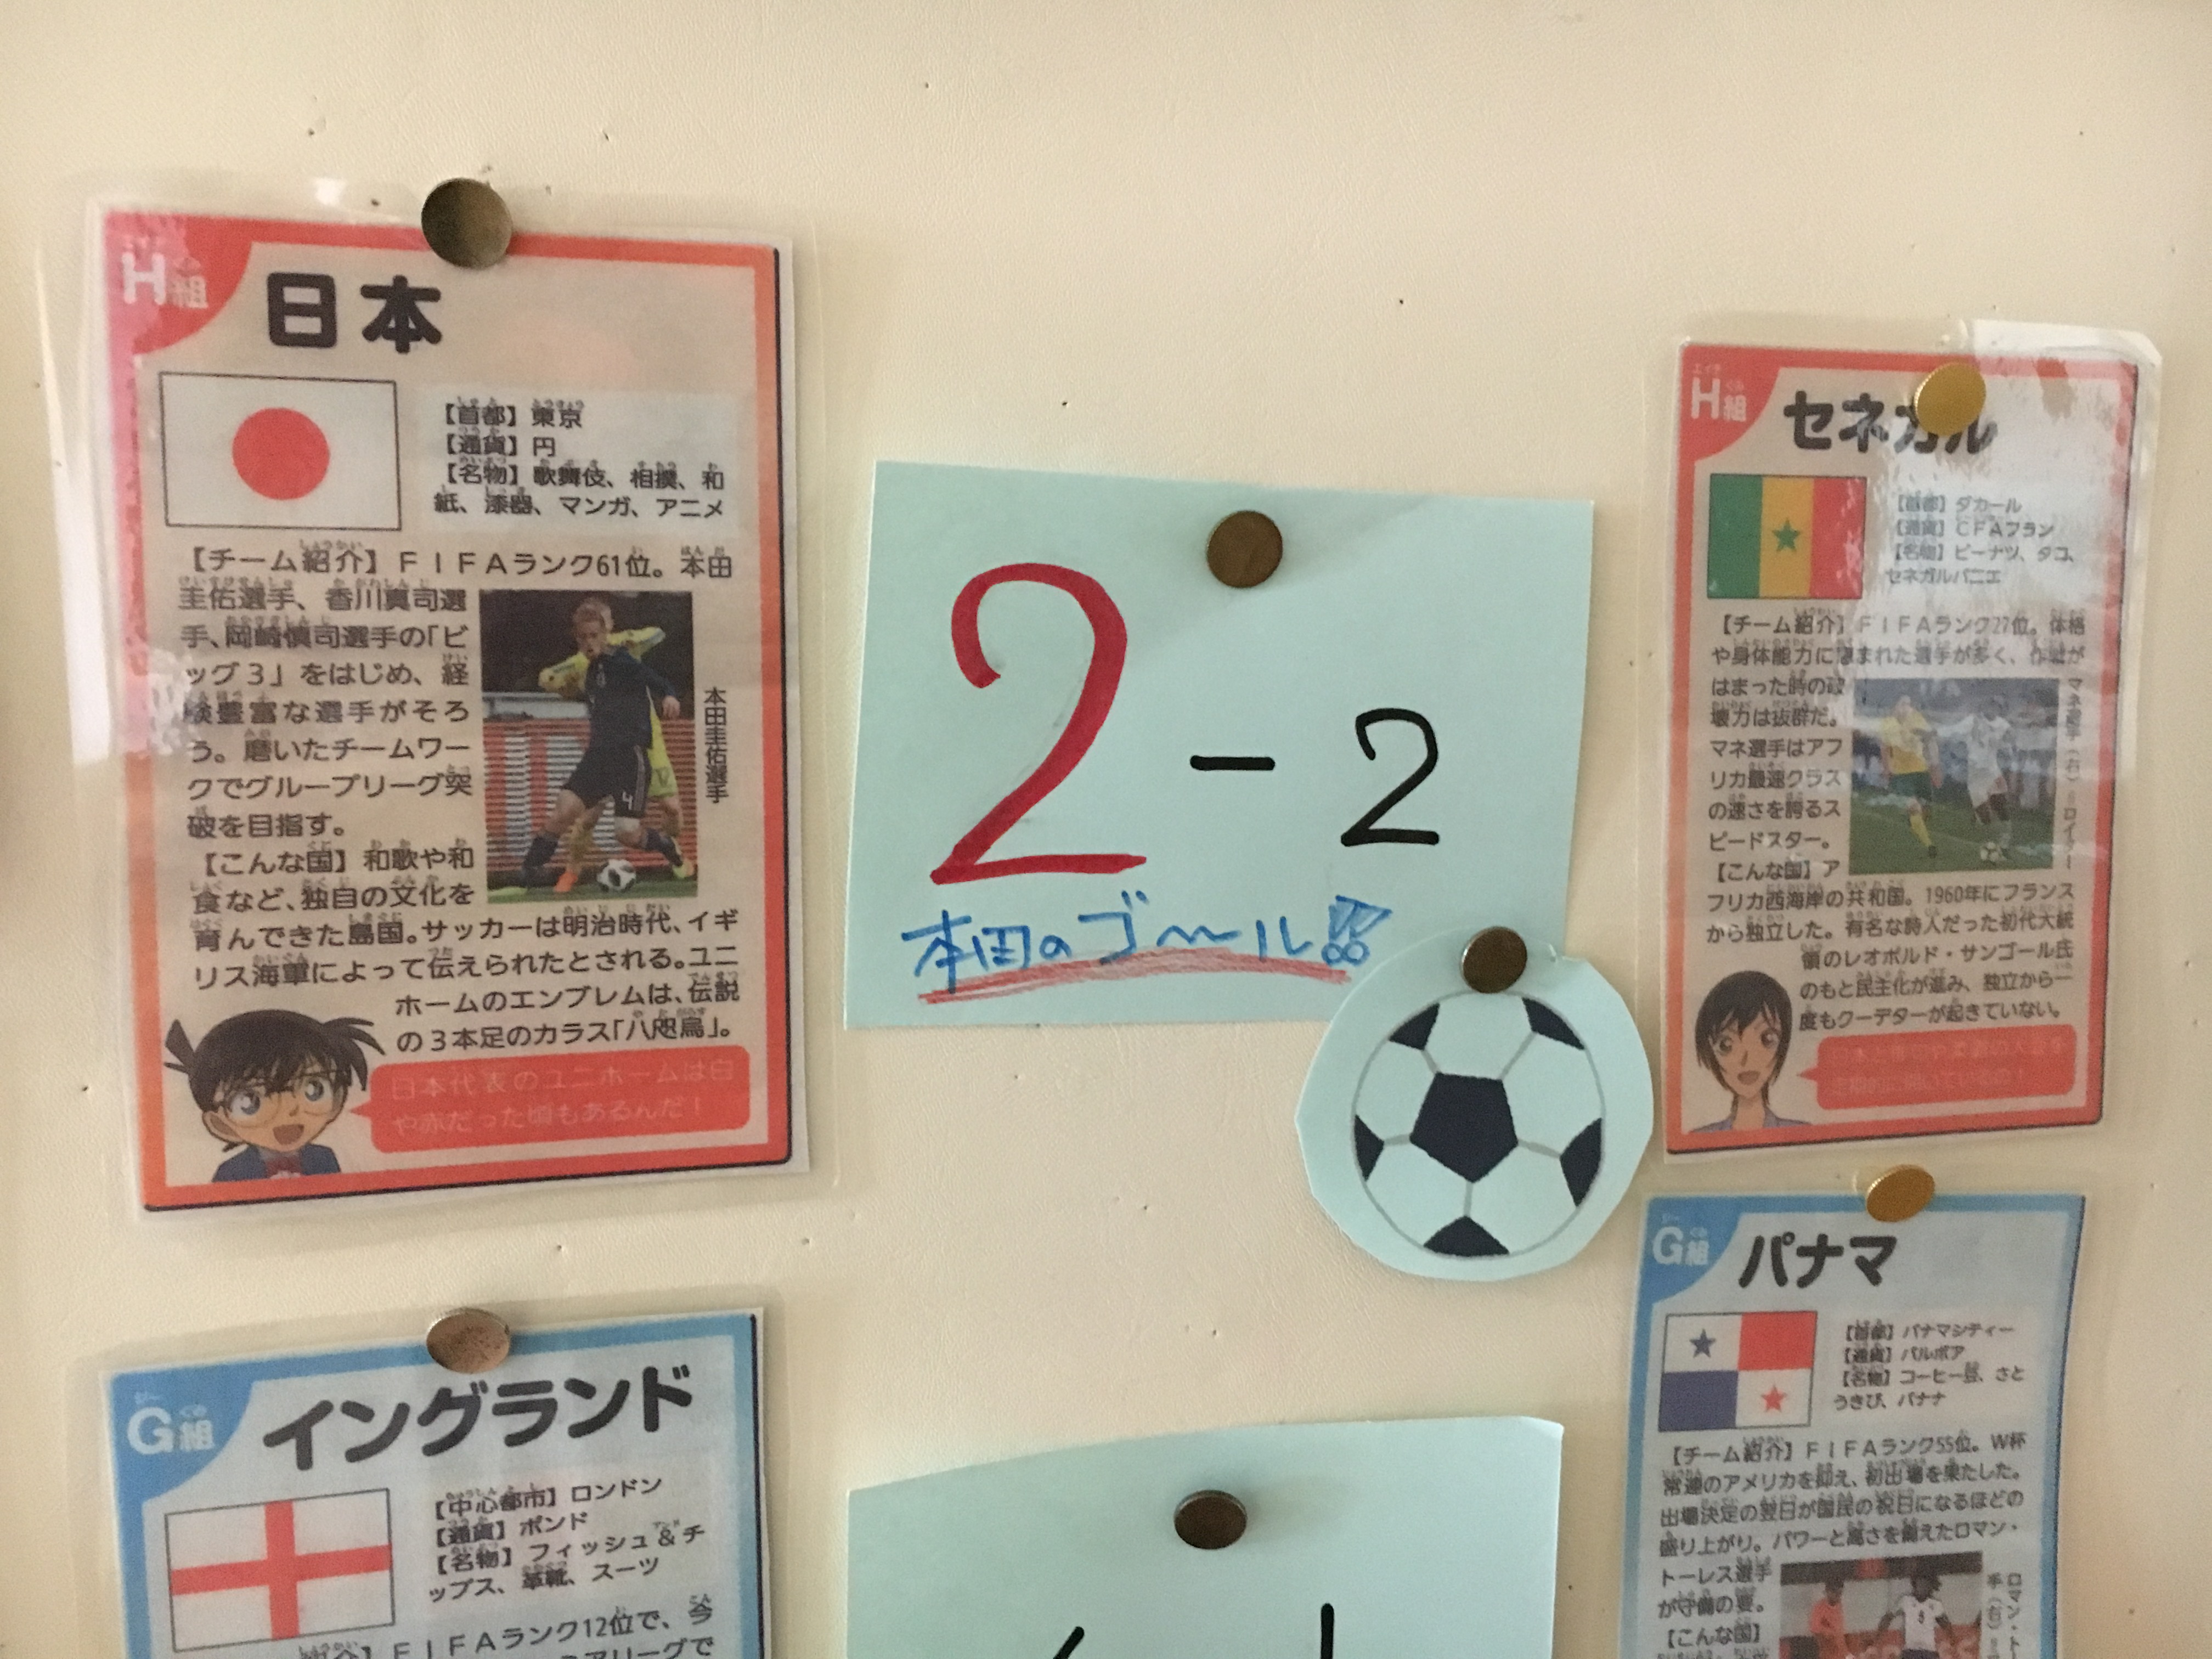 H組
日本
【首都】東京
【通貨】円
【名物】歌舞伎、相撲、和
紙、漆器、マンガ、アニメ
【チーム紹介】FIFAランク61位。本田
圭佑選手、香川真司選
手、岡崎慎司選手の「ビ
ッグ3」をはじめ、経
験豊富な選手がそろ
う。磨いたチームワー
クでグループリーグ突
破を目指す。
【こんな国】和歌や和
食など、独自の文化を
育んできた島国。サッカーは明治時代、イギ
リス海軍によって伝えられたとされる。ユニ
ホームのエンブレムは、伝説
の3本足のカラス「八咫烏」。
本田圭佑選手
日本代表のユニホームは白
や赤だった頃もあるんだ!
2-2
本田のゴ〜〜ル!!
H組
セネガル
【首都】ダカール
【通貨】CFAフラン
【名物】ピーナツ、タコ、
セネガルパニエ
【チーム紹介】FIFAランク27位。体格
や身体能力に恵まれた選手が多く、作戦が
はまった時の破
壊力は抜群だ。
マネ選手はアフ
リカ最速クラス
の速さを誇るス
ピードスター。
【こんな国】ア
フリカ西海岸の共和国。1960年にフランス
から独立した。有名な詩人だった初代大統
領のレオポルド・サンゴール氏
のもと民主化が進み、独立から一
度もクーデターが起きていない。
マネ選手(右)=ロイター
G組
イングランド
【中心都市】ロンドン
【通貨】ポンド
【名物】フィッシュ&チ
ップス、革靴、スーツ
FIFAランク12位で、今
G組
パナマ
【首都】パナマシティー
【通貨】バルボア
【名物】コーヒー豆、さと
うきび、バナナ
【チーム紹介】FIFAランク55位。W杯
常連のアメリカを抑え、初出場を果たした。
出場決定の翌日が国民の祝日になるほどの
盛り上がり。パワーと高さを備えたロマン・
トーレス選手
が守備の要。
【こんな国】